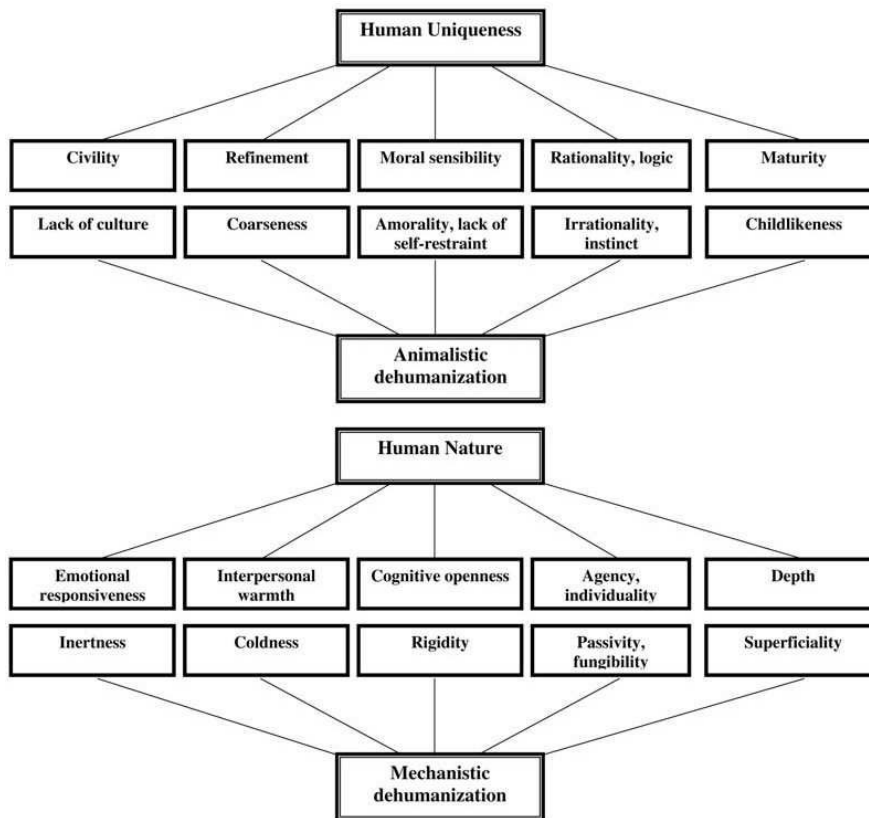 Human Uniqueness
Civility
Refinement
Moral sensibility
Rationality, logic
Maturity
Lack of culture
Coarseness
Amorality, lack of
self-restraint
Irrationality,
instinct
Childlikeness
Animalistic
dehumanization
Human Nature
Emotional
responsiveness
Interpersonal
warmth
Cognitive openness
Agency,
individuality
Depth
Inertness
Coldness
Rigidity
Passivity,
fungibility
Superficiality
Mechanistic
dehumanization